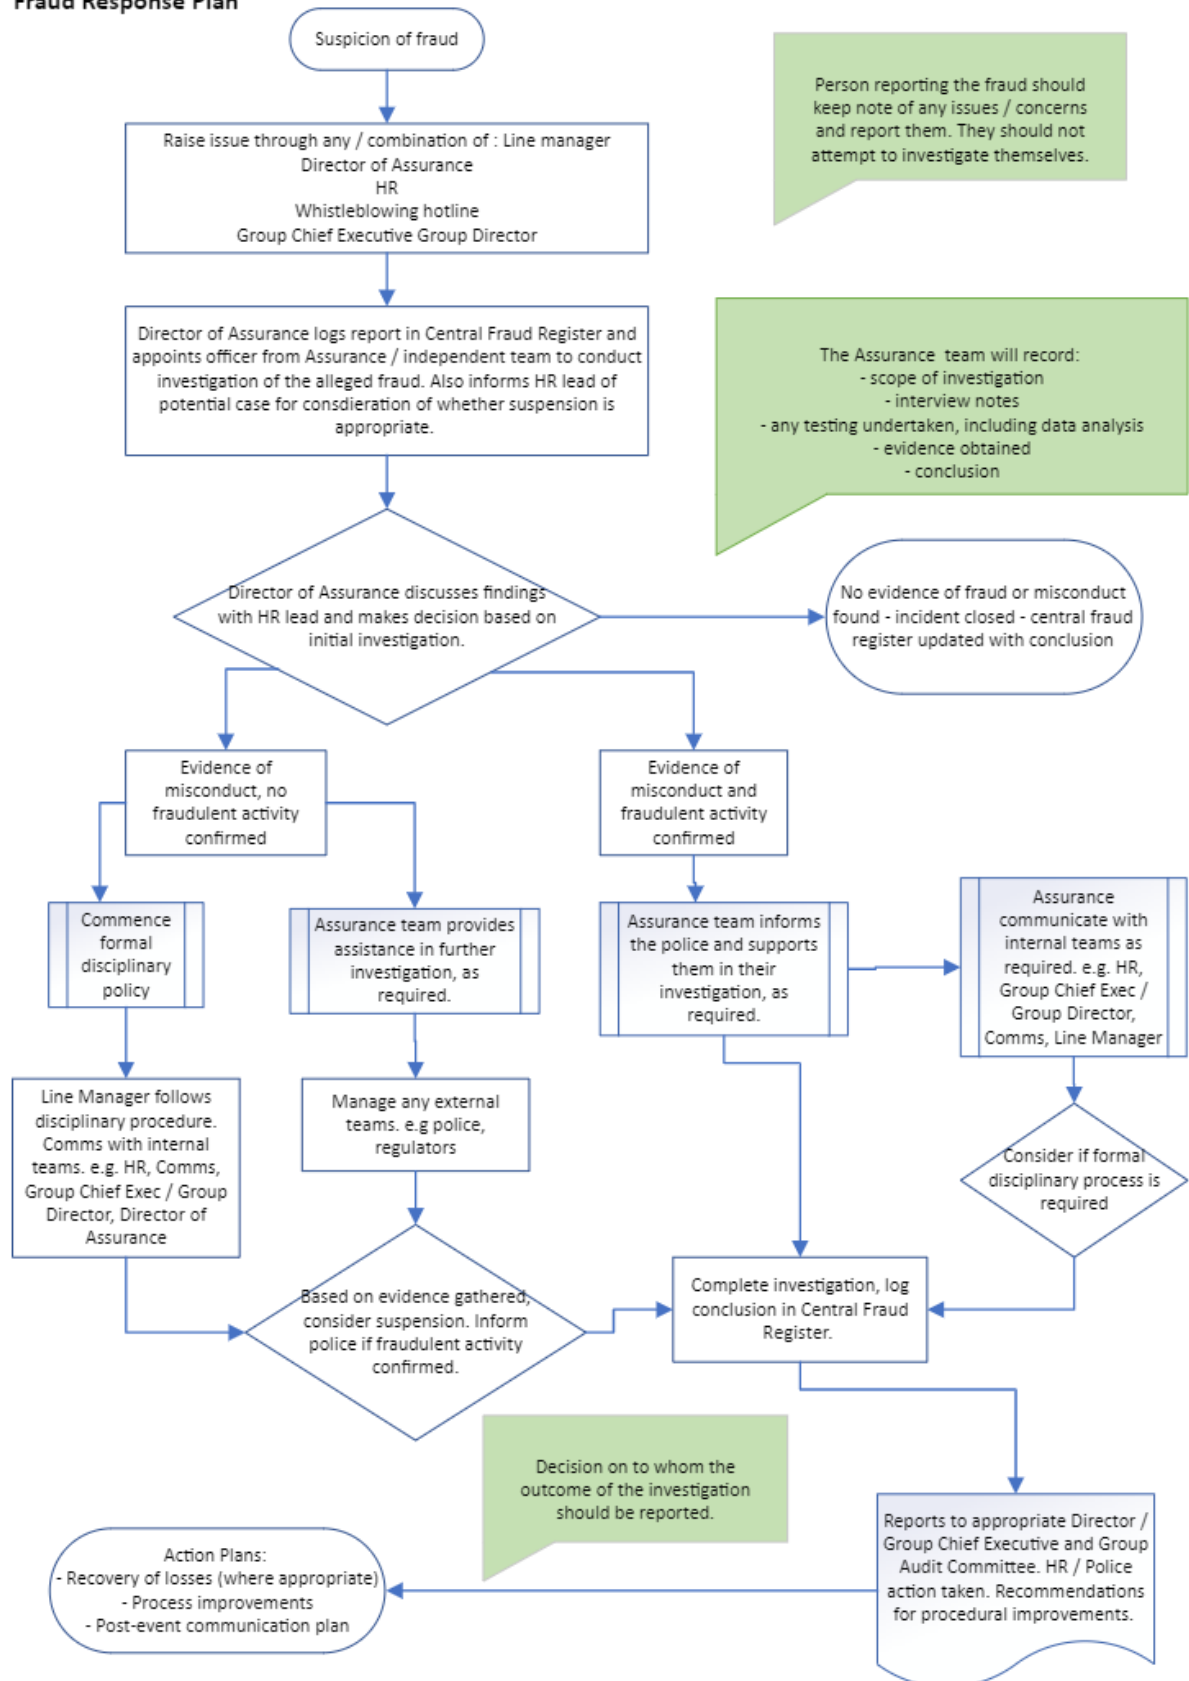 Fraud Response Plan
Suspicion of fraud
Person reporting the fraud should
keep note of any issues / concerns
and report them. They should not
attempt to investigate themselves.
Raise issue through any / combination of : Line manager
Director of Assurance
HR
Whistleblowing hotline
Group Chief Executive Group Director
Director of Assurance logs report in Central Fraud Register and
appoints officer from Assurance / independent team to conduct
investigation of the alleged fraud. Also informs HR lead of
potential case for consdieration of whether suspension is
appropriate.
The Assurance  team will record:
- scope of investigation
- interview notes
- any testing undertaken, including data analysis
- evidence obtained
- conclusion
Director of Assurance discusses findings
with HR lead and makes decision based on
initial investigation.
No evidence of fraud or misconduct
found - incident closed - central fraud
register updated with conclusion
Evidence of
misconduct, no
fraudulent activity
confirmed
Evidence of
misconduct and
fraudulent activity
confirmed
Commence
formal
disciplinary
policy
Assurance team provides
assistance in further
investigation, as
required.
Assurance team informs
the police and supports
them in their
investigation, as
required.
Assurance
communicate with
internal teams as
required. e.g. HR,
Group Chief Exec /
Group Director,
Comms, Line Manager
Line Manager follows
disciplinary procedure.
Comms with internal
teams. e.g. HR, Comms,
Group Chief Exec / Group
Director, Director of
Assurance
Manage any external
teams. e.g police,
regulators
Consider if formal
disciplinary process is
required
Based on evidence gathered,
consider suspension. Inform
police if fraudulent activity
confirmed.
Complete investigation, log
conclusion in Central Fraud
Register.
Decision on to whom the
outcome of the investigation
should be reported.
Reports to appropriate Director /
Group Chief Executive and Group
Audit Committee. HR / Police
action taken. Recommendations
for procedural improvements.
Action Plans:
- Recovery of losses (where appropriate)
- Process improvements
- Post-event communication plan